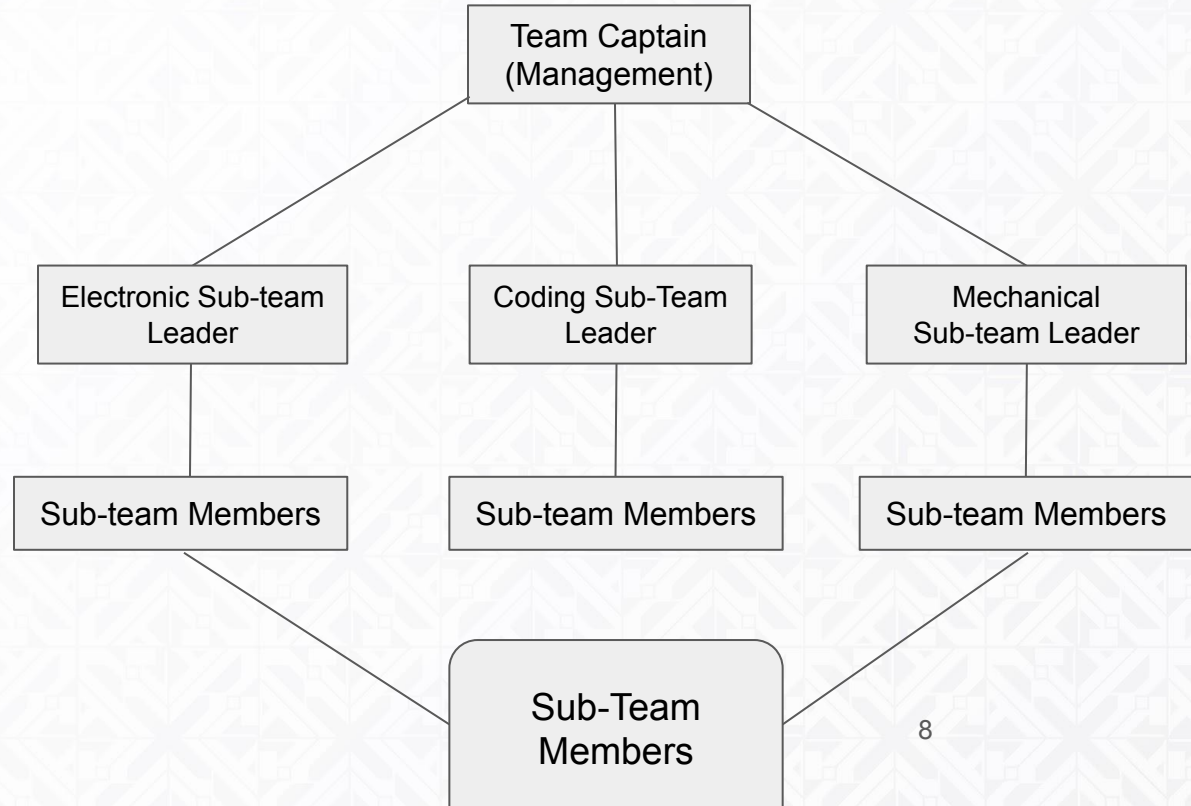 Team Captain
(Management)
Electronic Sub-team
Leader
Coding Sub-Team
Leader
Mechanical
Sub-team Leader
Sub-team Members
Sub-team Members
Sub-team Members
Sub-Team
Members
8